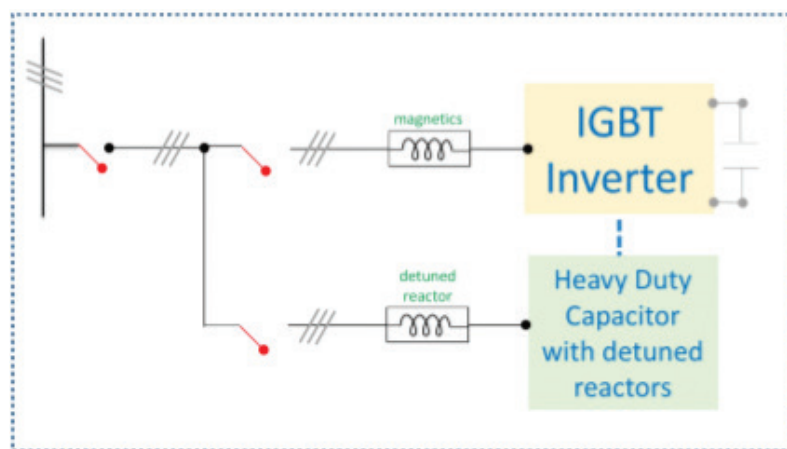 magnetics
IGBT
Inverter
detuned
reactor
Heavy Duty
Capacitor
with detuned
reactors